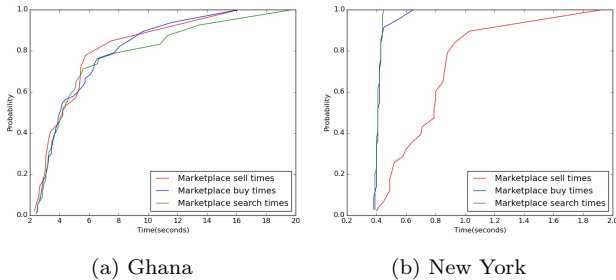 1.0
0.8
0.6
0.4
0.2
0.0
Probability
2 4 6 8 10 12 14 16 18 20
Time(seconds)
Marketplace sell times
Marketplace buy times
Marketplace search times
(a) Ghana
1.0
0.8
0.6
0.4
0.2
0.0
Probability
0.2 0.4 0.6 0.8 1.0 1.2 1.4 1.6 1.8 2.0
Time(seconds)
Marketplace sell times
Marketplace buy times
Marketplace search times
(b) New York